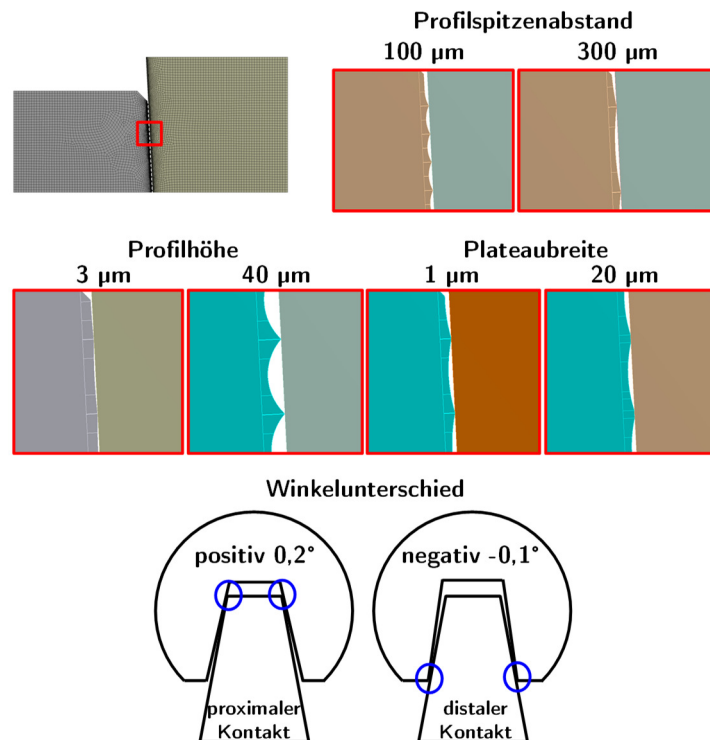 Profilspitzenabstand
100 µm 300 µm
Profilhöhe Plateaubreite
3 µm 40 µm 1 µm 20 µm
Winkelunterschied
positiv 0,2° negativ -0,1°
proximaler distaler
Kontakt Kontakt